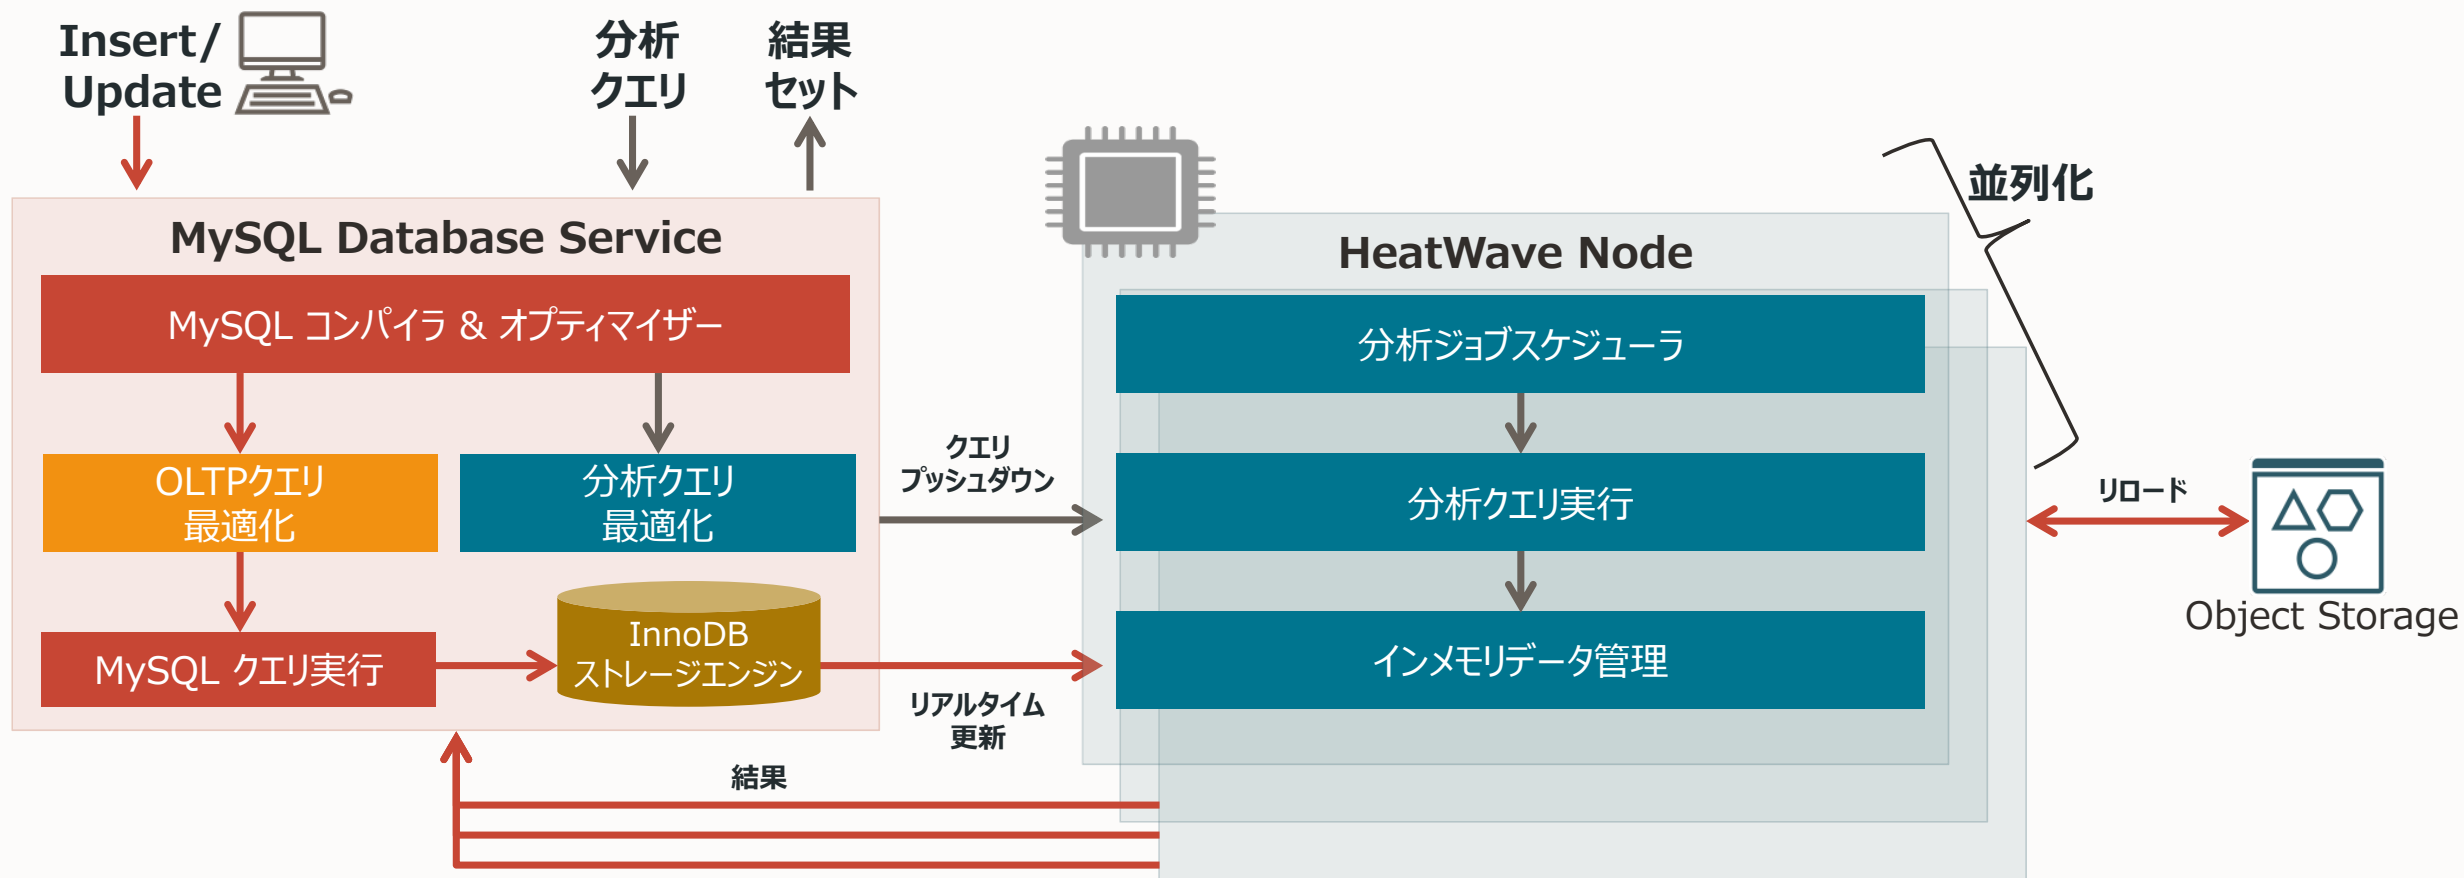 Insert/
Update
分析
クエリ
結果
セット
MySQL Database Service
MySQL コンパイラ & オプティマイザー
OLTPクエリ
最適化
分析クエリ
最適化
MySQL クエリ実行
InnoDB
ストレージエンジン
クエリ
プッシュダウン
リアルタイム
更新
結果
並列化
HeatWave Node
分析ジョブスケジューラ
分析クエリ実行
インメモリデータ管理
リロード
Object Storage